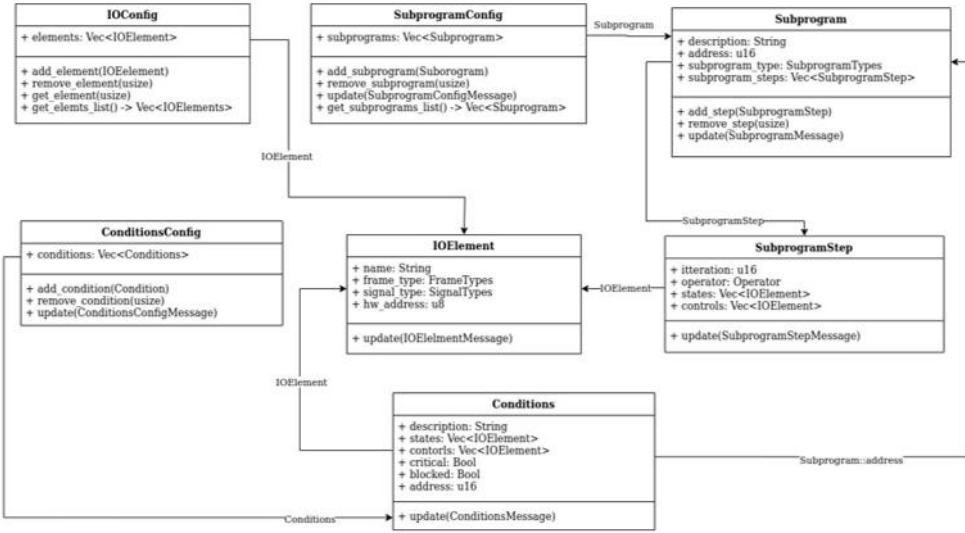 IOConfig
+ elements: Vec<IOElement>
+ add_element(IOEelement)
+ remove_element(usize)
+ get_element(usize)
+ get_elemts_list() -> Vec<IOElements>
SubprogramConfig
+ subprograms: Vec<Subprogram>
+ add_subprogram(Suborogram)
+ remove_subprogram(usize)
+ update(SubprogramConfigMessage)
+ get_subprograms_list() -> Vec<Sbuprogram>
Subprogram
Subprogram
+ description: String
+ address: u16
+ subprogram_type: SubprogramTypes
+ subprogram_steps: Vec<SubprogramStep>
+ add_step(SubprogramStep)
+ remove_step(usize)
+ update(SubprogramMessage)
IOElement
SubprogramStep
ConditionsConfig
+ conditions: Vec<Conditions>
+ add_condition(Condition)
+ remove_condition(usize)
+ update(ConditionsConfigMessage)
IOElement
+ name: String
+ frame_type: FrameTypes
+ signal_type: SignalTypes
+ hw_address: u8
+ update(IOElelmentMessage)
IOElement
SubprogramStep
+ itteration: u16
+ operator: Operator
+ states: Vec<IOElement>
+ controls: Vec<IOElement>
+ update(SubprogramStepMessage)
IOElement
Conditions
+ description: String
+ states: Vec<IOElement>
+ contorls: Vec<IOElement>
+ critical: Bool
+ blocked: Bool
+ address: u16
+ update(ConditionsMessage)
Subprogram::address
Conditions